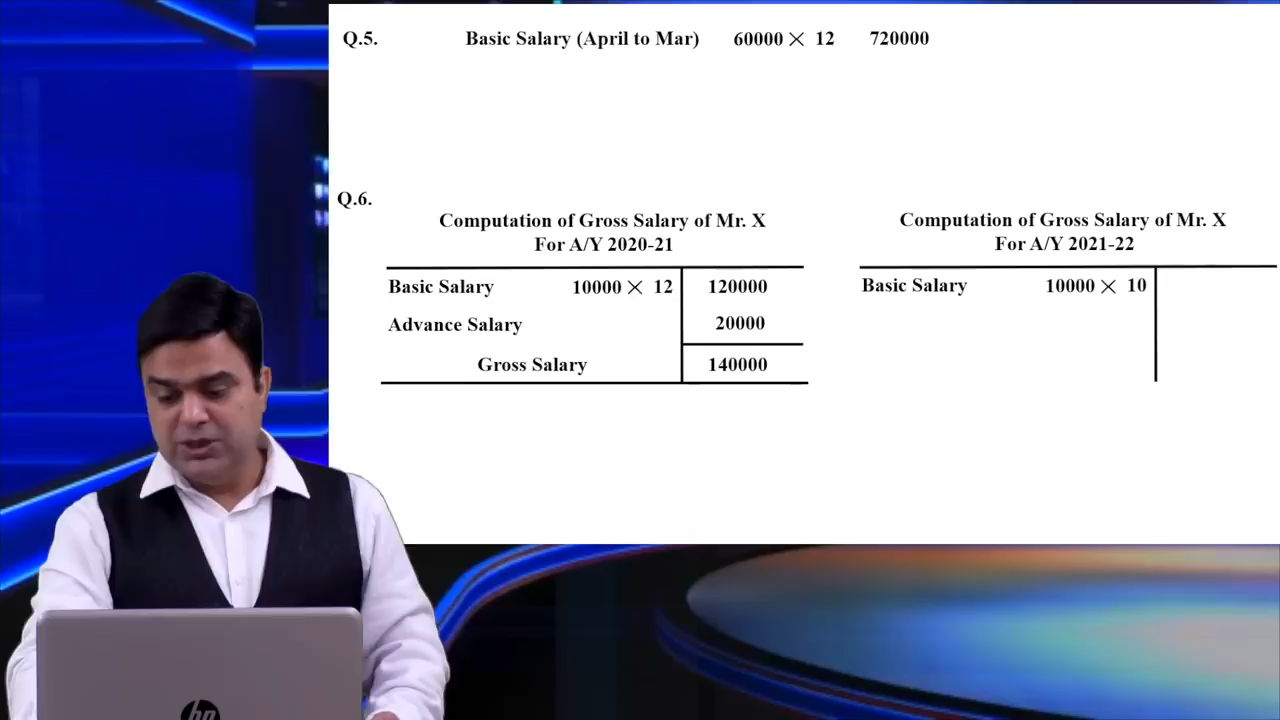 Q.5. Basic Salary (April to Mar) 60000 × 12 720000
Q.6.
Computation of Gross Salary of Mr. X
For A/Y 2020-21
Basic Salary 10000 × 12 120000
Advance Salary 20000
Gross Salary 140000
Computation of Gross Salary of Mr. X
For A/Y 2021-22
Basic Salary 10000 × 10
hp